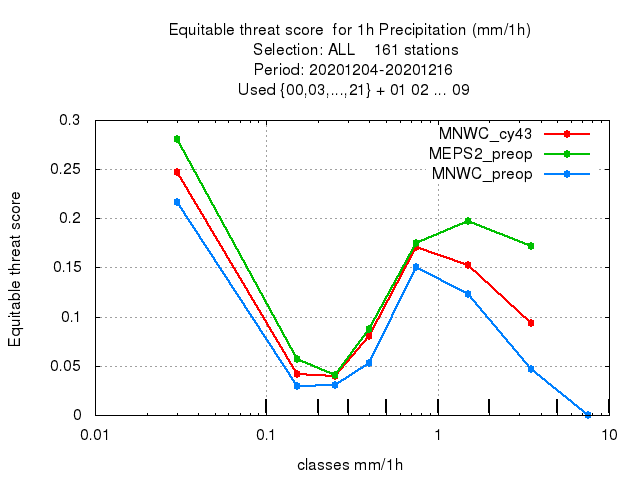 Equitable threat score  for 1h Precipitation (mm/1h)
Selection: ALL    161 stations
Period: 20201204-20201216
Used {00,03,...,21} + 01 02 ... 09
MNWC_cy43
MEPS2_preop
MNWC_preop
Equitable threat score
0.3
0.25
0.2
0.15
0.1
0.05
0
0.01
0.1
1
10
classes mm/1h